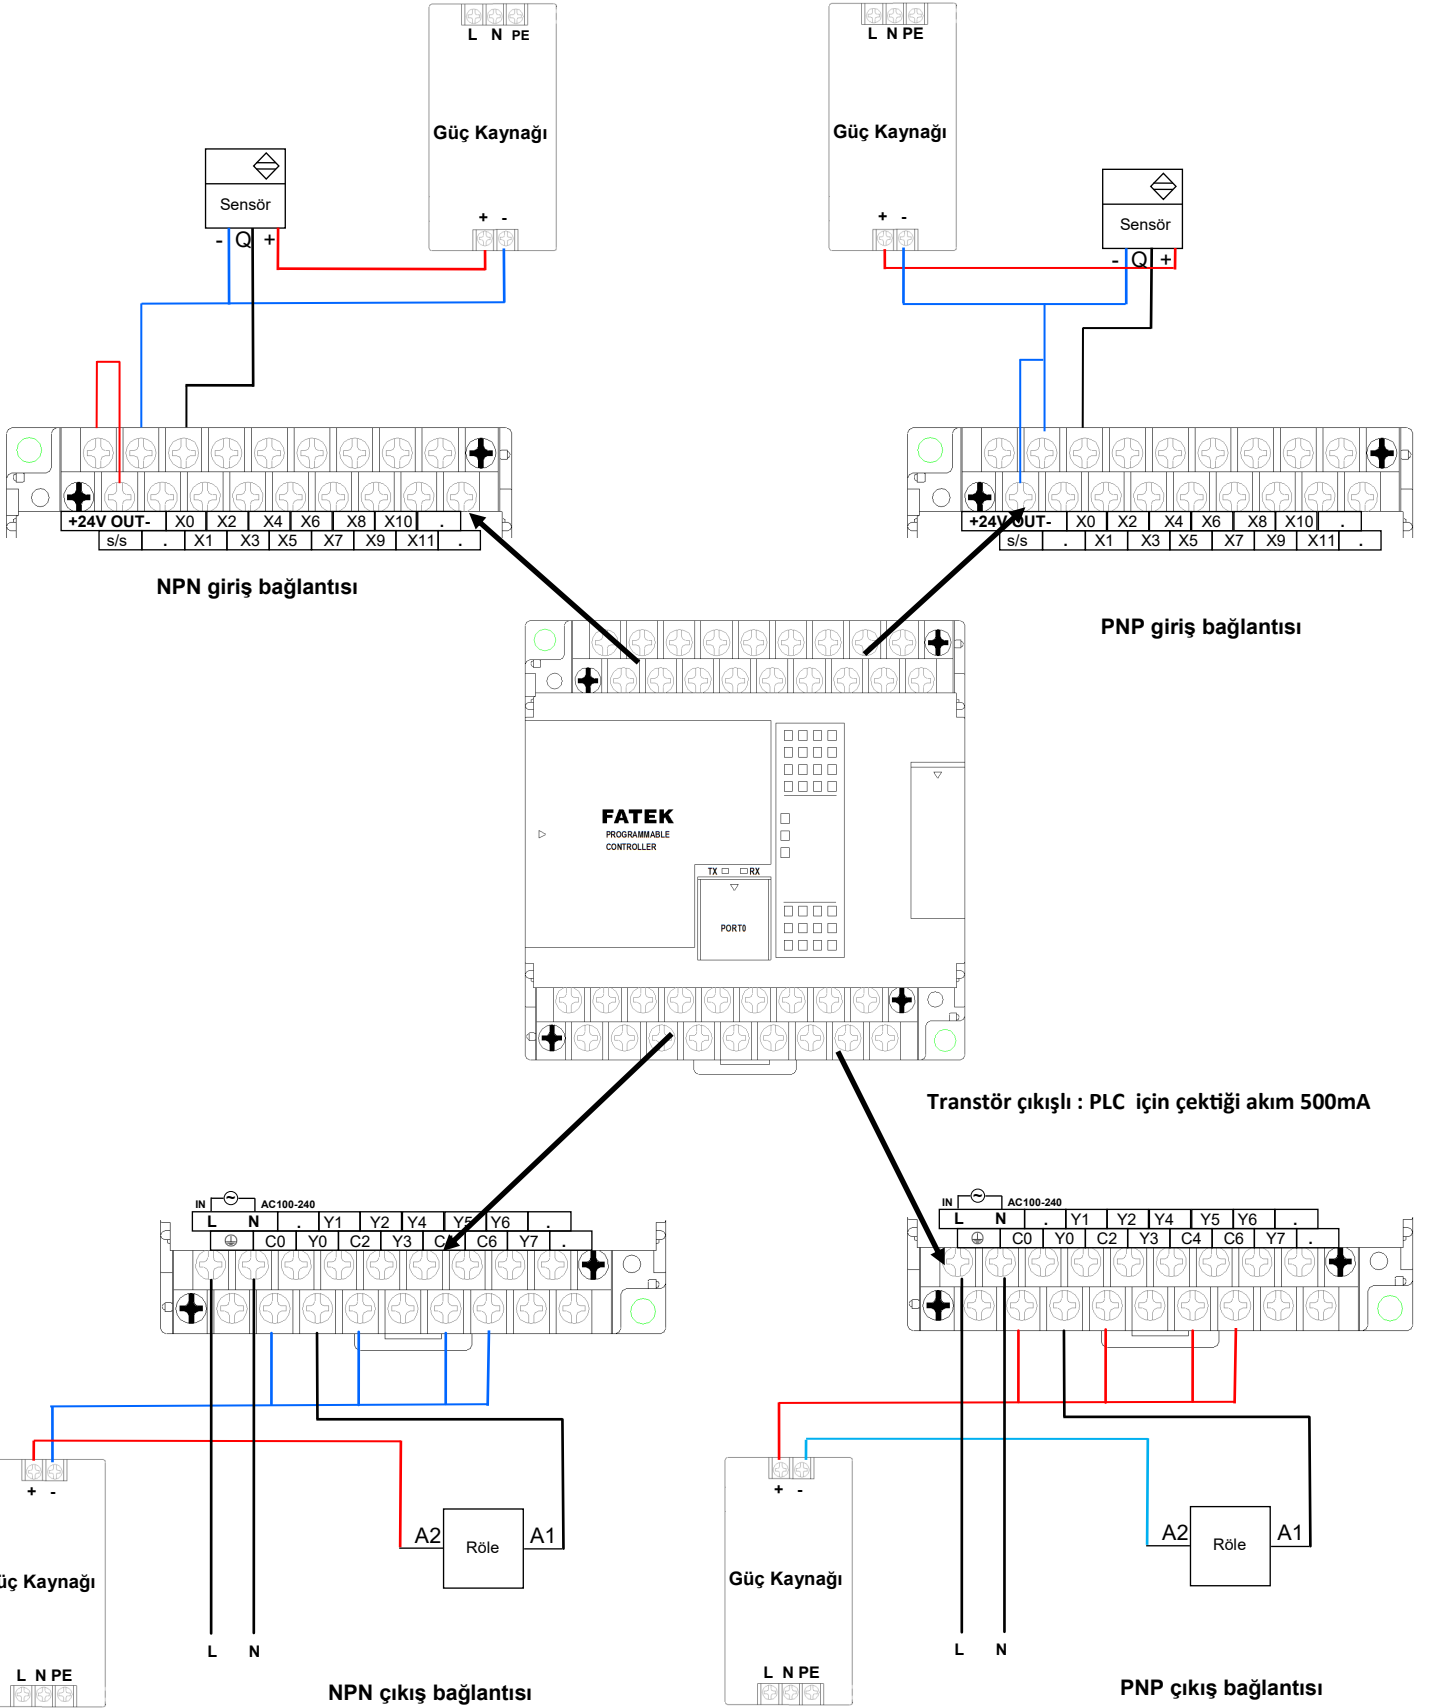 L N PE
L N PE
Güç Kaynağı
Güç Kaynağı
Sensör
Sensör
+ -
+ -
- Q +
- Q +
+24V OUT- X0 X2 X4 X6 X8 X10 .
s/s . X1 X3 X5 X7 X9 X11 .
+24V OUT- X0 X2 X4 X6 X8 X10 .
s/s . X1 X3 X5 X7 X9 X11 .
NPN giriş bağlantısı
PNP giriş bağlantısı
FATEK
PROGRAMMABLE
CONTROLLER
TX RX
PORT0
Transtör çıkışlı : PLC için çektiği akım 500mA
IN AC100-240
L N . Y1 Y2 Y4 Y5 Y6 .
C0 Y0 C2 Y3 C C6 Y7 .
IN AC100-240
L N . Y1 Y2 Y4 Y5 Y6 .
C0 Y0 C2 Y3 C4 C6 Y7 .
+ -
+ -
A2 Röle A1
A2 Röle A1
üç Kaynağı
Güç Kaynağı
L N
L N
L N PE
L N PE
NPN çıkış bağlantısı
PNP çıkış bağlantısı